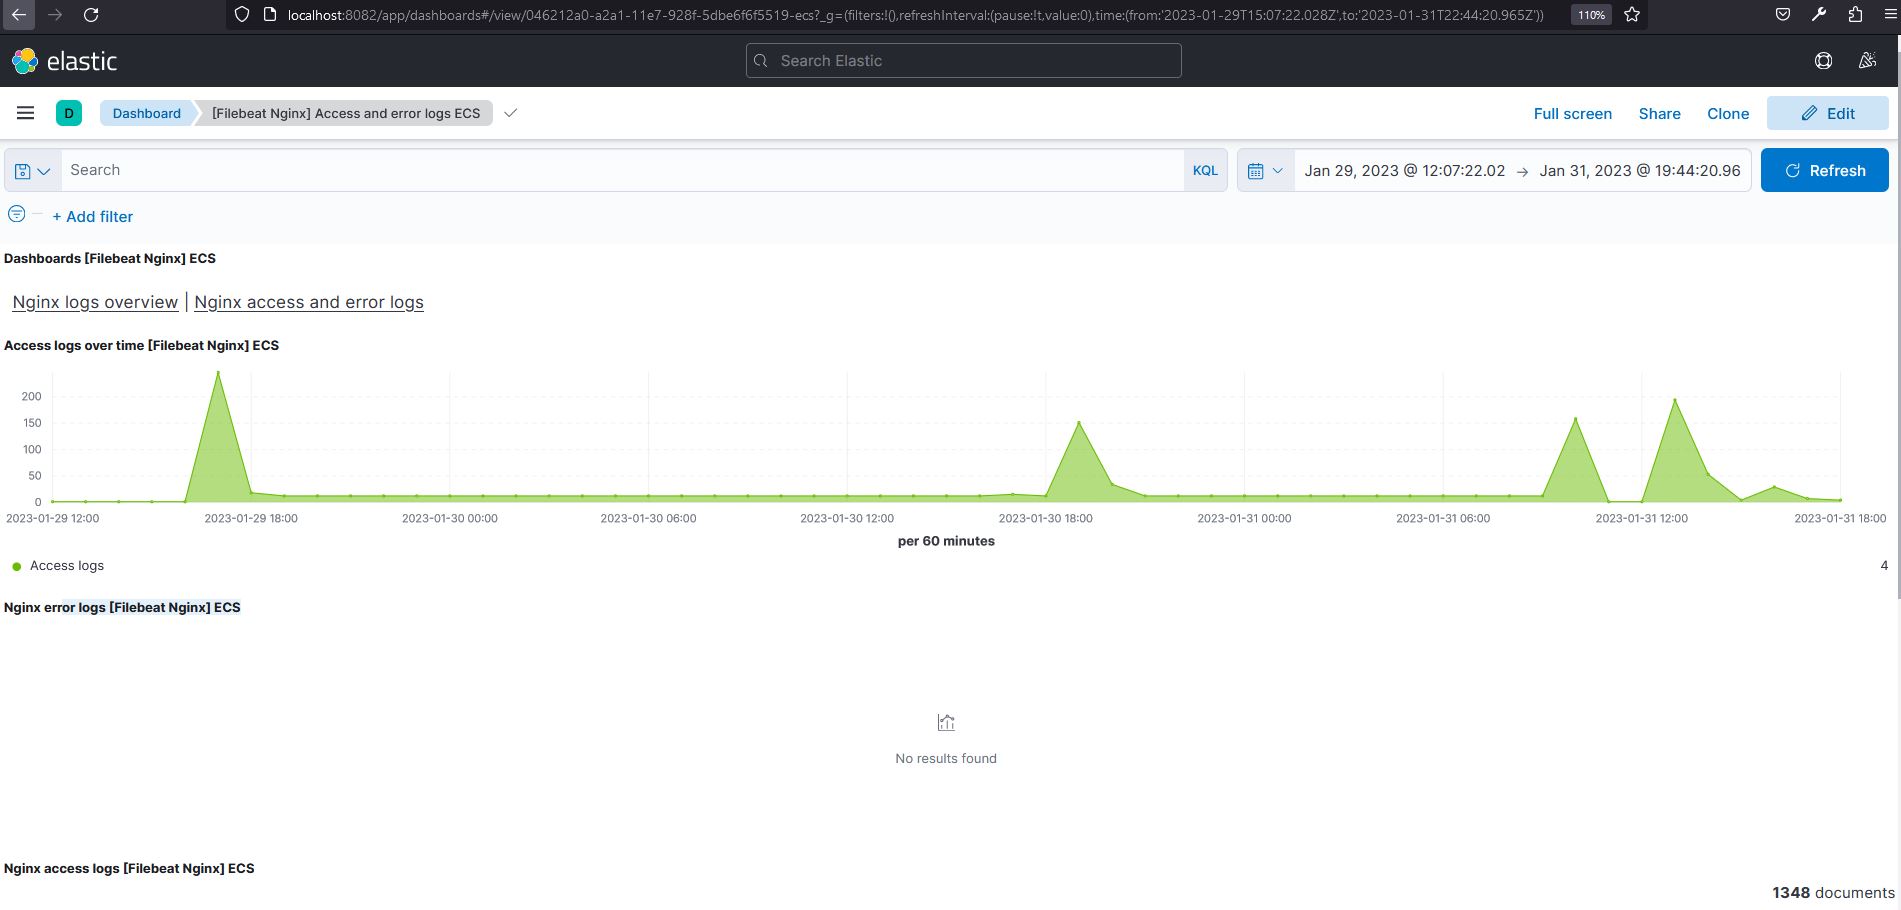 localhost:8082/app/dashboards#/view/046212a0-a2a1-11e7-928f-5dbe6f6f5519-ecs?_g=(filters:!(),refreshInterval:(pause:!t,value:0),time:(from:'2023-01-29T15:07:22.028Z',to:'2023-01-31T22:44:20.965Z')) 110%
elastic Search Elastic
D Dashboard [Filebeat Nginx] Access and error logs ECS Full screen Share Clone Edit
Search KQL Jan 29, 2023 @ 12:07:22.02 → Jan 31, 2023 @ 19:44:20.96 Refresh
+ Add filter
Dashboards [Filebeat Nginx] ECS
Nginx logs overview | Nginx access and error logs
Access logs over time [Filebeat Nginx] ECS
200
150
100
50
0
2023-01-29 12:00 2023-01-29 18:00 2023-01-30 00:00 2023-01-30 06:00 2023-01-30 12:00 2023-01-30 18:00 2023-01-31 00:00 2023-01-31 06:00 2023-01-31 12:00 2023-01-31 18:00
per 60 minutes
Access logs 4
Nginx error logs [Filebeat Nginx] ECS
No results found
Nginx access logs [Filebeat Nginx] ECS
1348 documents